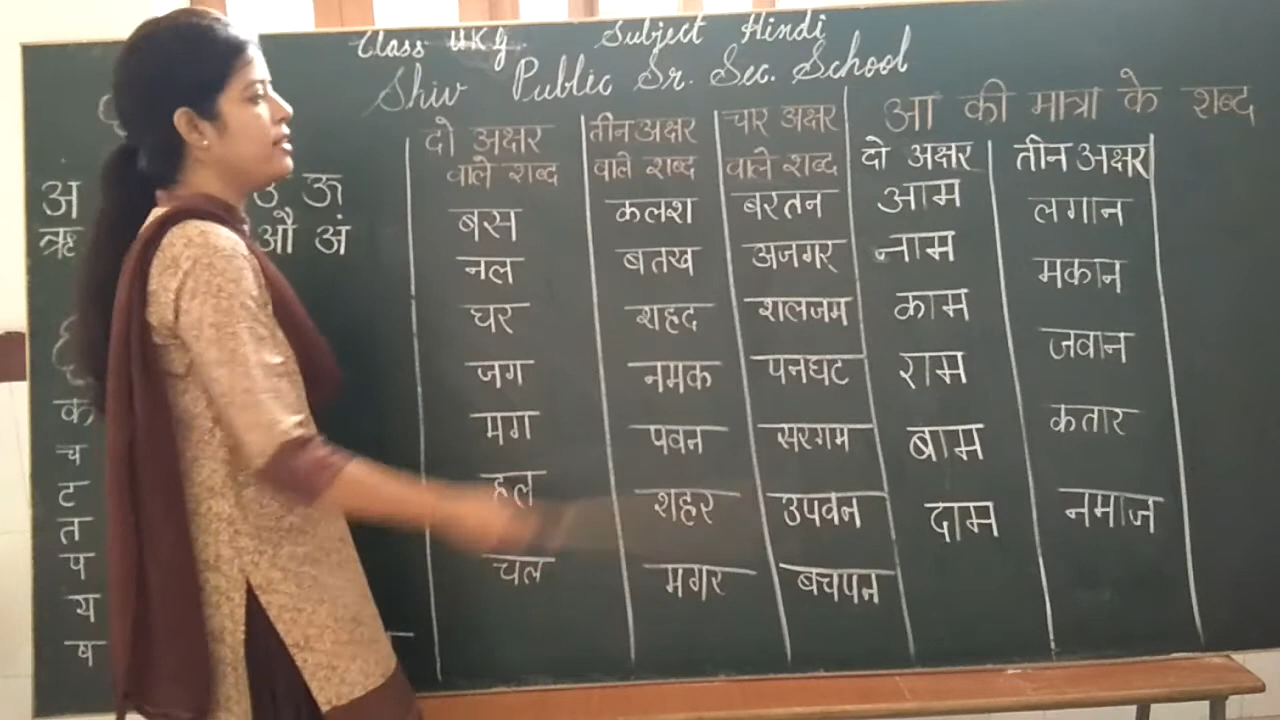 Class UKG Subject Hindi
Shiv Public Sr. Sec. School
आ की मात्रा के शब्द
दो अक्षर वाले शब्द
तीन अक्षर वाले शब्द
चार अक्षर वाले शब्द
दो अक्षर
तीन अक्षर
बस कलश बरतन आम लगान
नल बतख अजगर नाम मकान
घर शहद शलजम काम जवान
जग नमक पनघट राम कतार
मग पवन सरगम बाम नमाज
हल शहर उपवन दाम
चल मगर बचपन
अ उ ऊ
ऋ औ अं
क
च
ट
त
प
य
ष